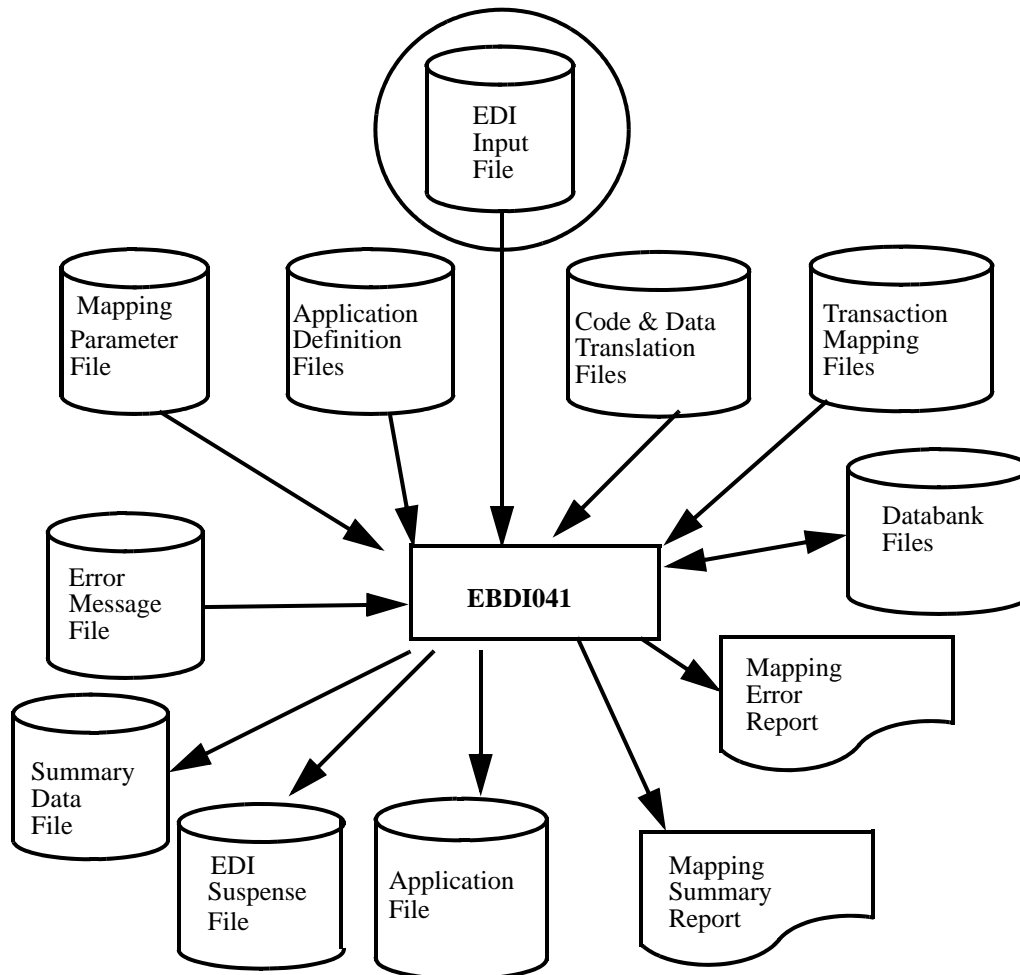 EDI
Input
File
Mapping
Parameter
File
Application
Definition
Files
Code & Data
Translation
Files
Transaction
Mapping
Files
Databank
Files
Error
Message
File
EBDI041
Mapping
Error
Report
Summary
Data
File
EDI
Suspense
File
Application
File
Mapping
Summary
Report